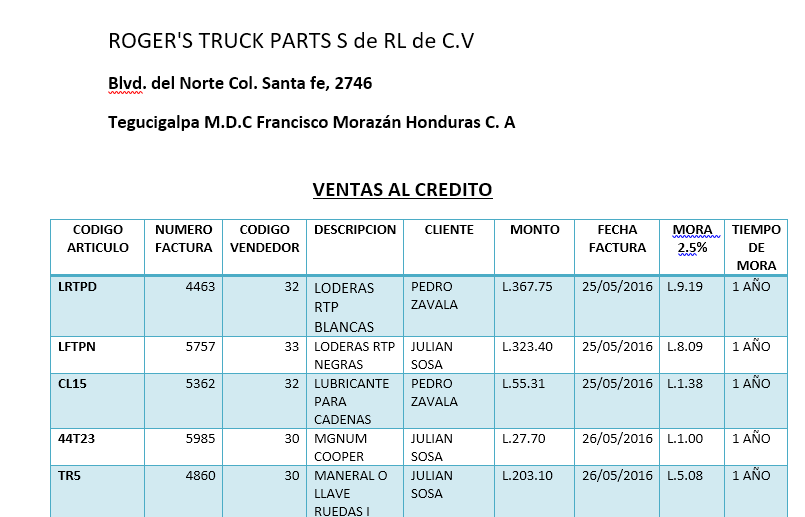 ROGER'S TRUCK PARTS S de RL de C.V
Blvd. del Norte Col. Santa fe, 2746
Tegucigalpa M.D.C Francisco Morazán Honduras C. A
VENTAS AL CREDITO
CODIGO ARTICULO NUMERO FACTURA CODIGO VENDEDOR DESCRIPCION CLIENTE MONTO FECHA FACTURA MORA 2.5% TIEMPO DE MORA
LRTPD 4463 32 LODERAS RTP BLANCAS PEDRO ZAVALA L.367.75 25/05/2016 L.9.19 1 AÑO
LFTPN 5757 33 LODERAS RTP NEGRAS JULIAN SOSA L.323.40 25/05/2016 L.8.09 1 AÑO
CL15 5362 32 LUBRICANTE PARA CADENAS PEDRO ZAVALA L.55.31 25/05/2016 L.1.38 1 AÑO
44T23 5985 30 MGNUM COOPER JULIAN SOSA L.27.70 26/05/2016 L.1.00 1 AÑO
TR5 4860 30 MANERAL O LLAVE RUEDAS I JULIAN SOSA L.203.10 26/05/2016 L.5.08 1 AÑO